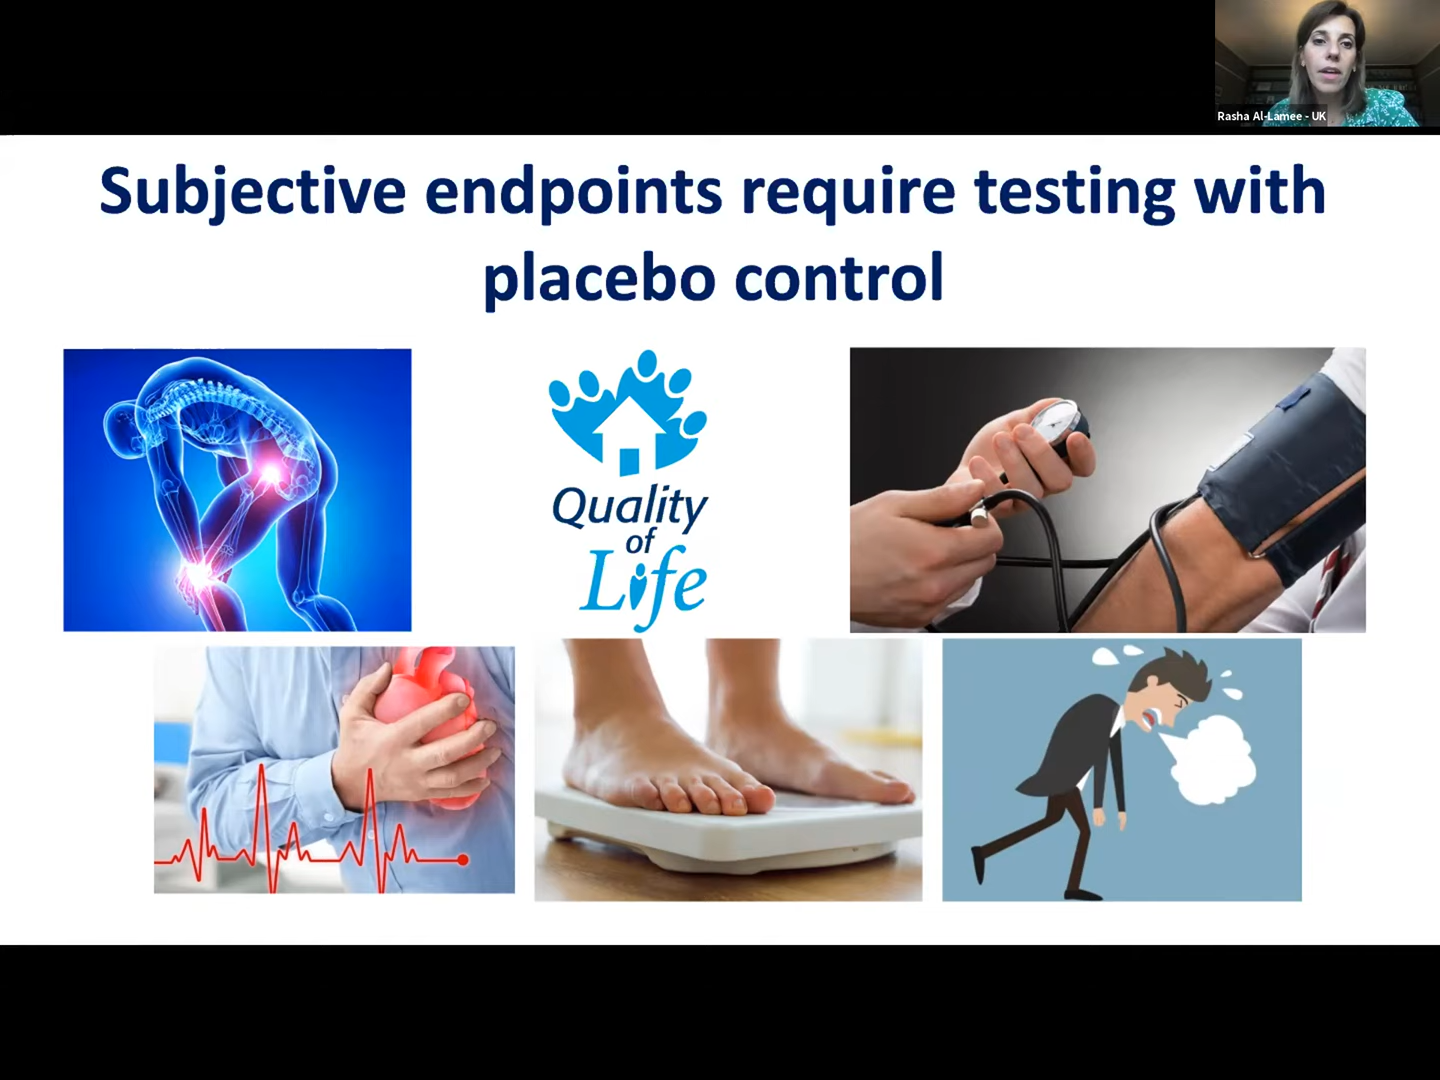 Rasha Al-Lamee - UK
Subjective endpoints require testing with
placebo control
Quality
of
Life